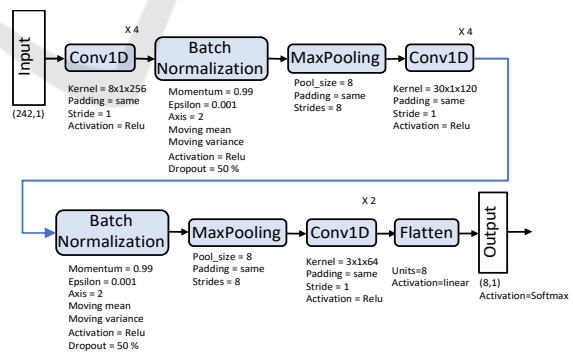 Input
(242,1)
X 4
Conv1D
Kernel = 8x1x256
Padding = same
Stride = 1
Activation = Relu
Batch
Normalization
Momentum = 0.99
Epsilon = 0.001
Axis = 2
Moving mean
Moving variance
Activation = Relu
Dropout = 50 %
MaxPooling
Pool_size = 8
Padding = same
Strides = 8
X 4
Conv1D
Kernel = 30x1x120
Padding = same
Stride = 1
Activation = Relu
Batch
Normalization
Momentum = 0.99
Epsilon = 0.001
Axis = 2
Moving mean
Moving variance
Activation = Relu
Dropout = 50 %
MaxPooling
Pool_size = 8
Padding = same
Strides = 8
X 2
Conv1D
Kernel = 3x1x64
Padding = same
Stride = 1
Activation = Relu
Flatten
Units=8
Activation=linear
Output
(8,1)
Activation=Softmax